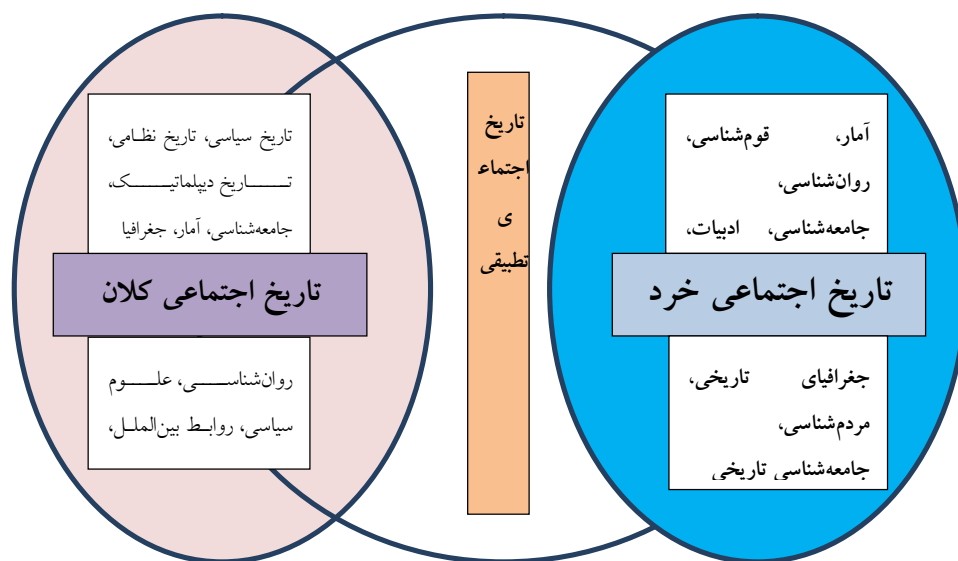 آمار، قوم‌شناسی،
روان‌شناسی،
جامعه‌شناسی، ادبیات،
تاریخ اجتماعی خرد
جغرافیای تاریخی،
مردم‌شناسی،
جامعه‌شناسی تاریخی
تاریخ
اجتماع
ی
تطبیقی
تاریخ سیاسی، تاریخ نظامی،
تاریخ دیپلماتیک،
جامعه‌شناسی، آمار، جغرافیا
تاریخ اجتماعی کلان
روان‌شناسی، علوم
سیاسی، روابط بین‌الملل،